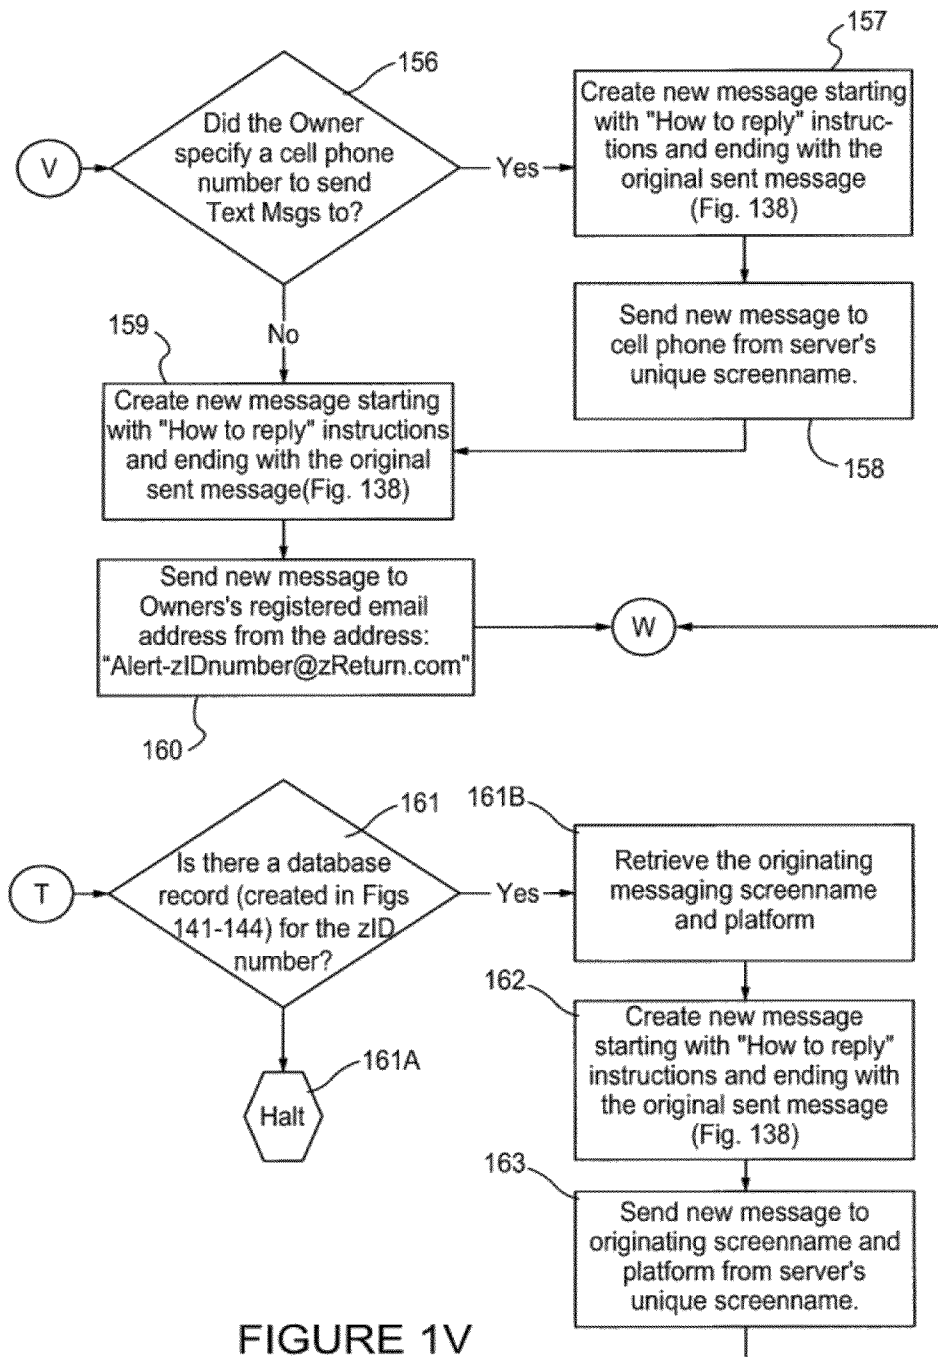 156
Did the Owner
specify a cell phone
number to send
Text Msgs to?
V
Yes
157
Create new message starting
with "How to reply" instruc-
tions and ending with the
original sent message
(Fig. 138)
Send new message to
cell phone from server's
unique screenname.
158
No
159
Create new message starting
with "How to reply" instructions
and ending with the original
sent message(Fig. 138)
Send new message to
Owners's registered email
address from the address:
"Alert-zIDnumber@zReturn.com"
160
W
T
161
Is there a database
record (created in Figs
141-144) for the zID
number?
Yes
161A
Halt
161B
Retrieve the originating
messaging screenname
and platform
162
Create new message
starting with "How to reply"
instructions and ending with
the original sent message
(Fig. 138)
163
Send new message to
originating screenname and
platform from server's
unique screenname.
FIGURE 1V